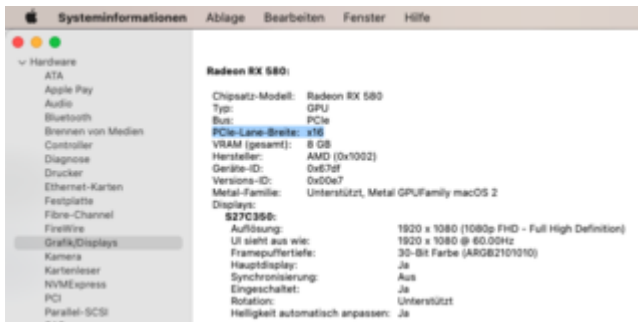 Systeminformationen Ablage Bearbeiten Fenster Hilfe
Hardware
ATA
Apple Pay
Audio
Bluetooth
Brennen von Medien
Controller
Diagnose
Drucker
Ethernet-Karten
Festplatte
Fibre-Channel
FireWire
Grafik/Displays
Kamera
Kartenleser
NVMExpress
PCI
Parallel-SCSI
Radeon RX 580:
Chipsatz-Modell: Radeon RX 580
Typ: GPU
Bus: PCIe
PCIe-Lane-Breite: x16
VRAM (gesamt): 8 GB
Hersteller: AMD (0x1002)
Geräte-ID: 0x67df
Versions-ID: 0x00e7
Metal-Familie: Unterstützt, Metal GPUFamily macOS 2
Displays:
S27C350:
Auflösung: 1920 x 1080 (1080p FHD - Full High Definition)
UI sieht aus wie: 1920 x 1080 @ 60.00Hz
Framepuffertiefe: 30-Bit Farbe (ARGB2101010)
Hauptdisplay: Ja
Synchronisierung: Aus
Eingeschaltet: Ja
Rotation: Unterstützt
Helligkeit automatisch anpassen: Ja